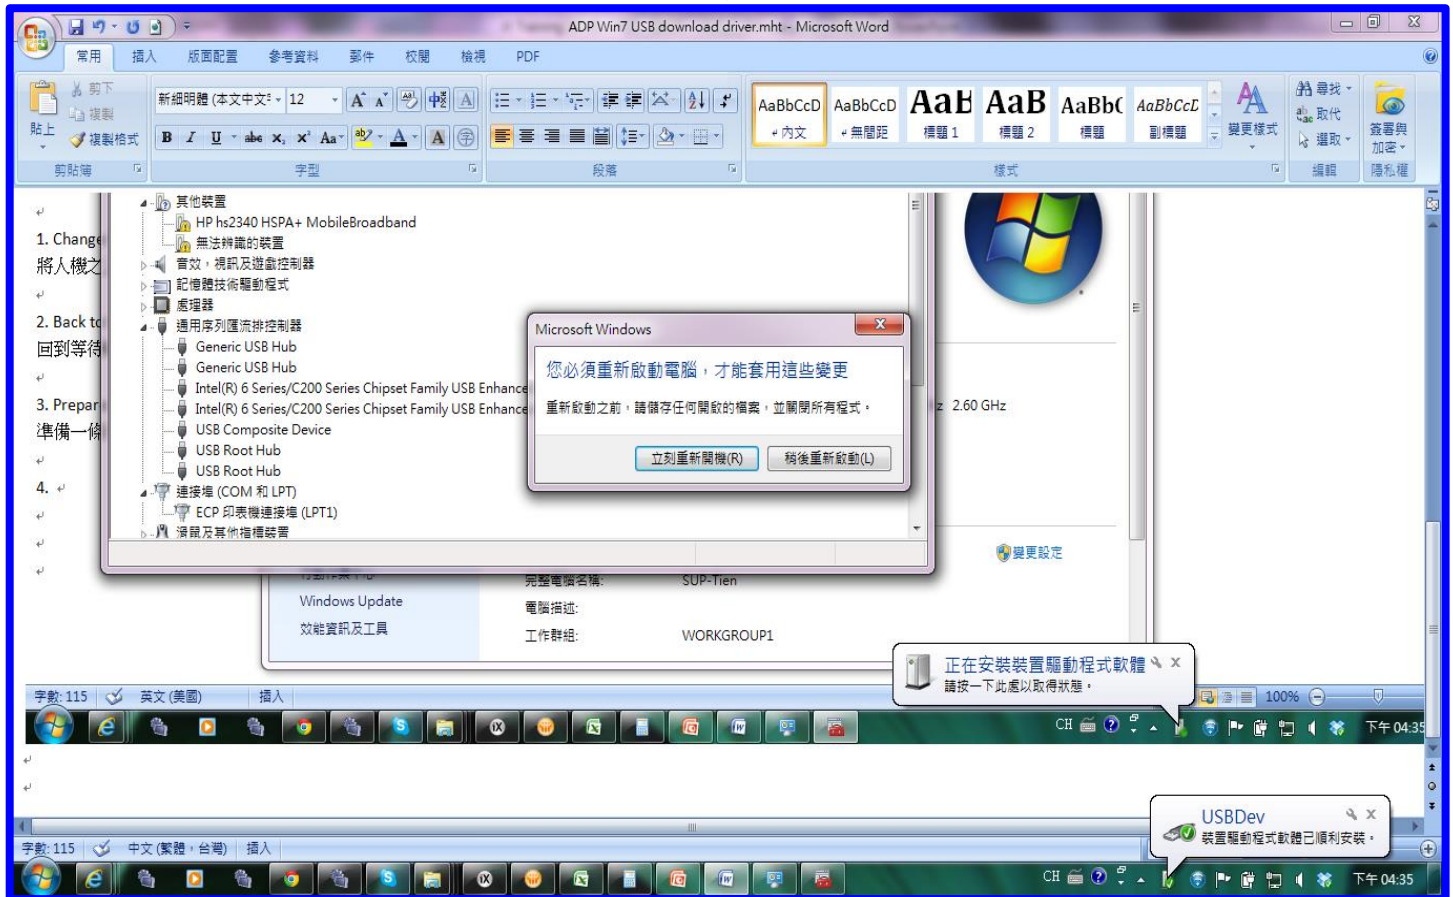 ADP Win7 USB download driver.mht - Microsoft Word
常用 插入 版面配置 參考資料 郵件 校閱 檢視 PDF
剪下
複製
貼上
複製格式
剪貼簿
新細明體 (本文中文 12
B I U abc x₂ x² Aa
字型
段落
AaBbCcD AaBbCcD AaB AaBbC AaBbCcD
內文 無間距 標題 1 標題 2 標題 副標題
變更樣式
樣式
尋找
取代
選取
編輯
簽署與
加密
隱私權
1. Change
將人機之
2. Back to
回到等待
3. Prepar
準備一條
4.
其他裝置
HP hs2340 HSPA+ MobileBroadband
無法辨識的裝置
音效，視訊及遊戲控制器
記憶體技術驅動程式
處理器
通用序列匯流排控制器
Generic USB Hub
Generic USB Hub
Intel(R) 6 Series/C200 Series Chipset Family USB Enhance
Intel(R) 6 Series/C200 Series Chipset Family USB Enhance
USB Composite Device
USB Root Hub
USB Root Hub
連接埠 (COM 和 LPT)
ECP 印表機連接埠 (LPT1)
滑鼠及其他指標裝置
Microsoft Windows
您必須重新啟動電腦，才能套用這些變更
重新啟動之前，請儲存任何開啟的檔案，並關閉所有程式。
立刻重新開機(R) 稍後重新啟動(L)
z 2.60 GHz
變更設定
完整電腦名稱: SUP-Tien
Windows Update
電腦描述:
效能資訊及工具
工作群組: WORKGROUP1
正在安裝裝置驅動程式軟體
請按一下此處以取得狀態。
字數: 115 英文 (美國) 插入 100%
CH 下午 04:35
USBDev
裝置驅動程式軟體已順利安裝。
字數: 115 中文 (繁體，台灣) 插入
CH 下午 04:35